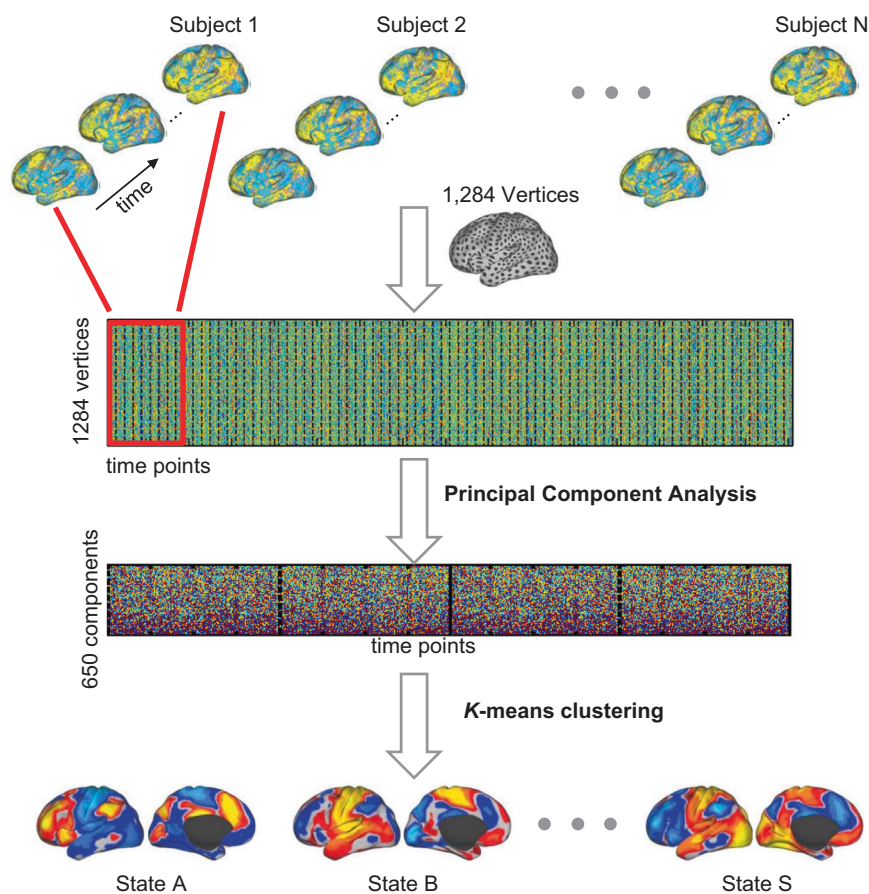 Subject 1
Subject 2
Subject N
time
1,284 Vertices
1284 vertices
time points
Principal Component Analysis
650 components
time points
K-means clustering
State A
State B
State S